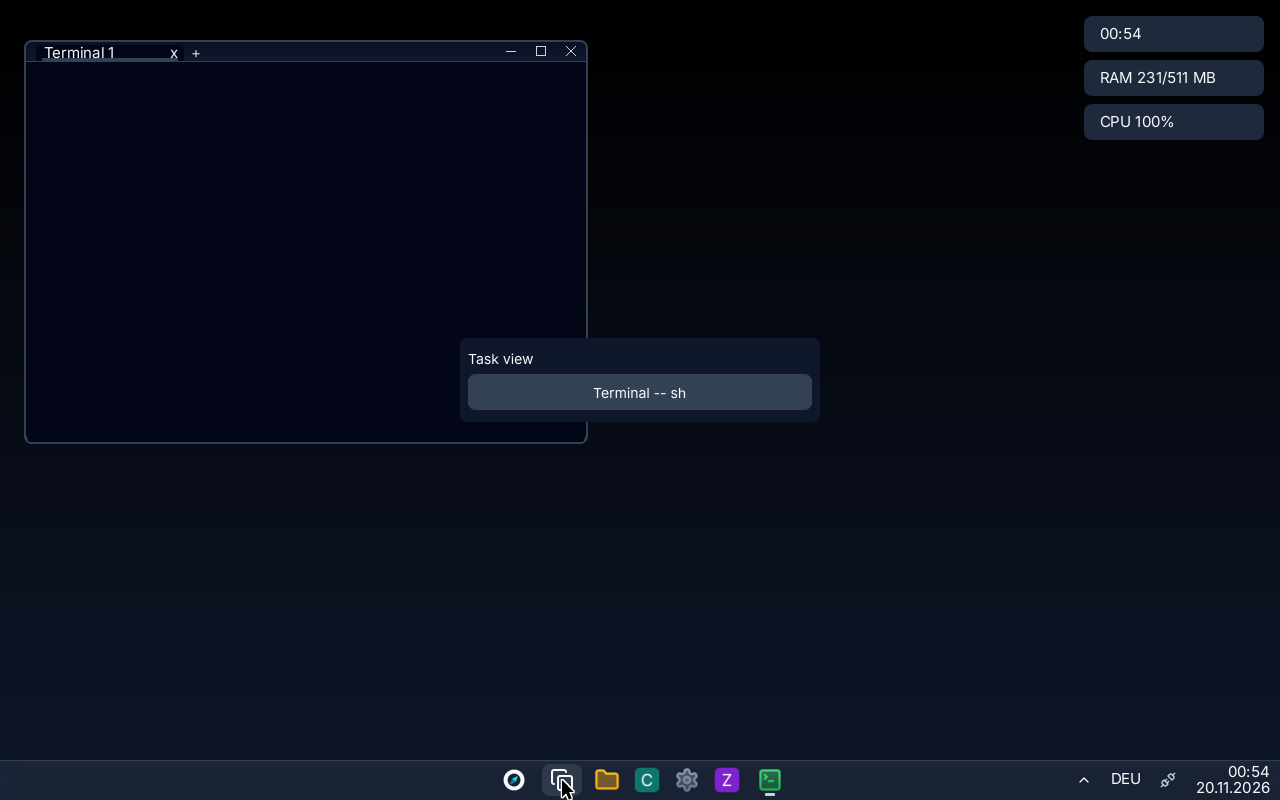 Terminal 1 x +
00:54
RAM 231/511 MB
CPU 100%
Task view
Terminal -- sh
C
Z
DEU
00:54
20.11.2026